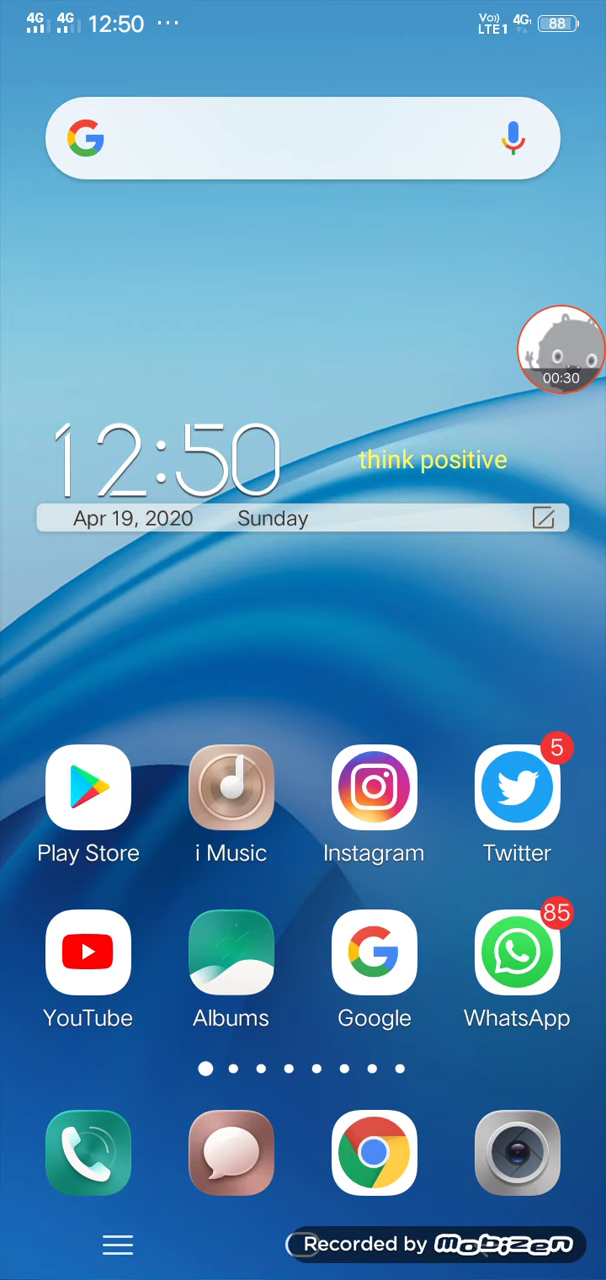 4G 4G 12:50 ... Vo)) LTE1 4G 88
00:30
12:50
think positive
Apr 19, 2020 Sunday
5
Play Store i Music Instagram Twitter
85
YouTube Albums Google WhatsApp
Recorded by mobizen